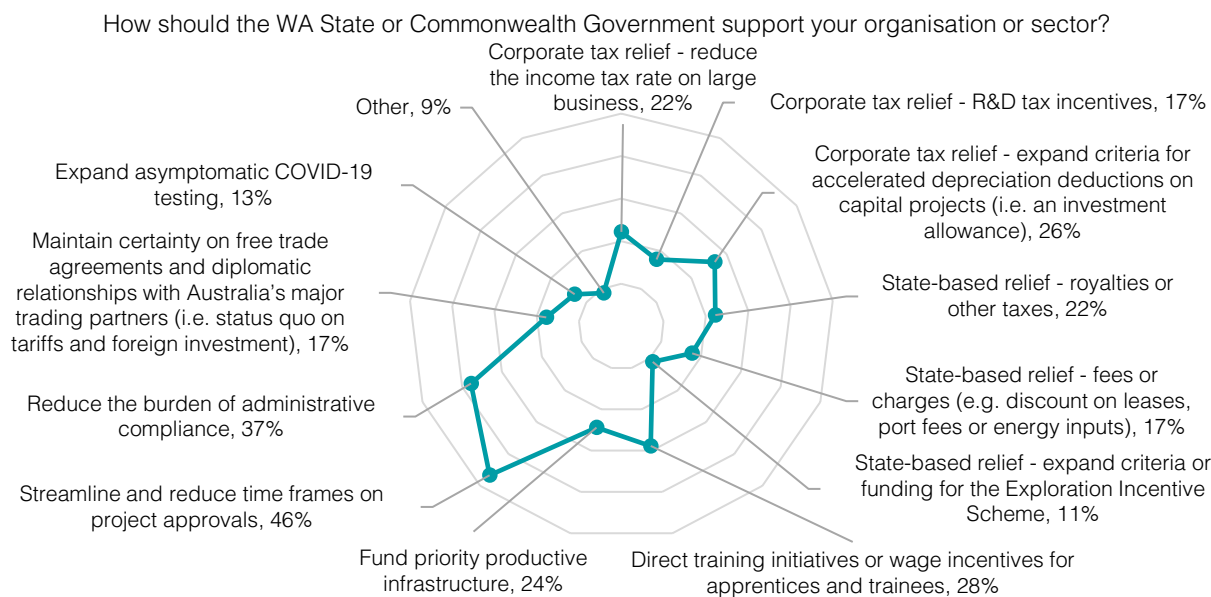 How should the WA State or Commonwealth Government support your organisation or sector?
Corporate tax relief - reduce
the income tax rate on large
business, 22%
Corporate tax relief - R&D tax incentives, 17%
Corporate tax relief - expand criteria for
accelerated depreciation deductions on
capital projects (i.e. an investment
allowance), 26%
State-based relief - royalties or
other taxes, 22%
State-based relief - fees or
charges (e.g. discount on leases,
port fees or energy inputs), 17%
State-based relief - expand criteria or
funding for the Exploration Incentive
Scheme, 11%
Direct training initiatives or wage incentives for
apprentices and trainees, 28%
Fund priority productive
infrastructure, 24%
Streamline and reduce time frames on
project approvals, 46%
Reduce the burden of administrative
compliance, 37%
Maintain certainty on free trade
agreements and diplomatic
relationships with Australia's major
trading partners (i.e. status quo on
tariffs and foreign investment), 17%
Expand asymptomatic COVID-19
testing, 13%
Other, 9%